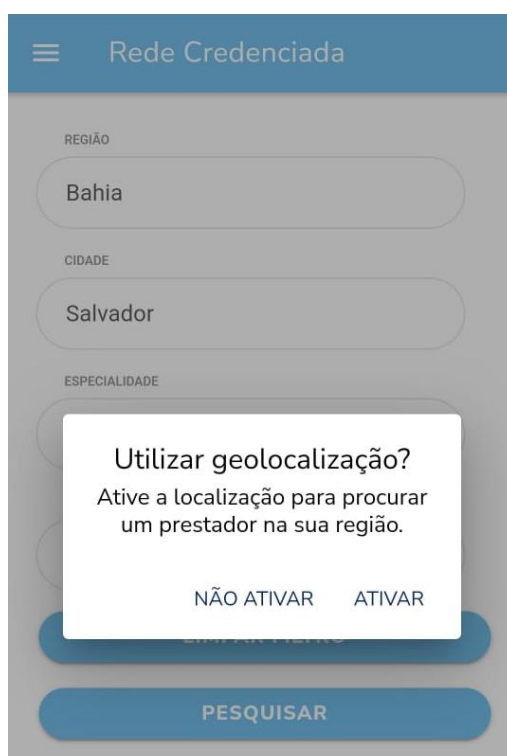 Rede Credenciada
REGIÃO
Bahia
CIDADE
Salvador
ESPECIALIDADE
Utilizar geolocalização?
Ative a localização para procurar
um prestador na sua região.
NÃO ATIVAR ATIVAR
PESQUISAR